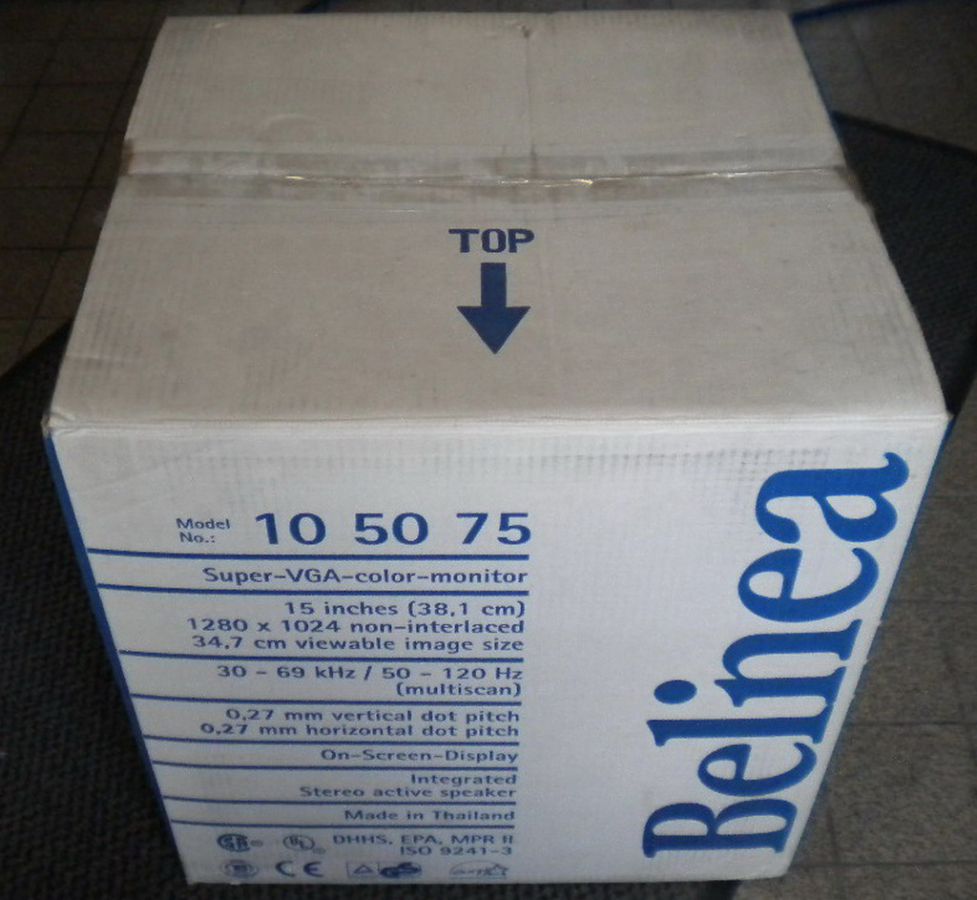 TOP
Model No.: 10 50 75
Super-VGA-color-monitor
15 inches (38,1 cm)
1280 x 1024 non-interlaced
34,7 cm viewable image size
30 - 69 kHz / 50 - 120 Hz
(multiscan)
0,27 mm vertical dot pitch
0,27 mm horizontal dot pitch
On-Screen-Display
Integrated
Stereo active speaker
Made in Thailand
DHHS, EPA, MPR II
ISO 9241-3
CE
Belinea